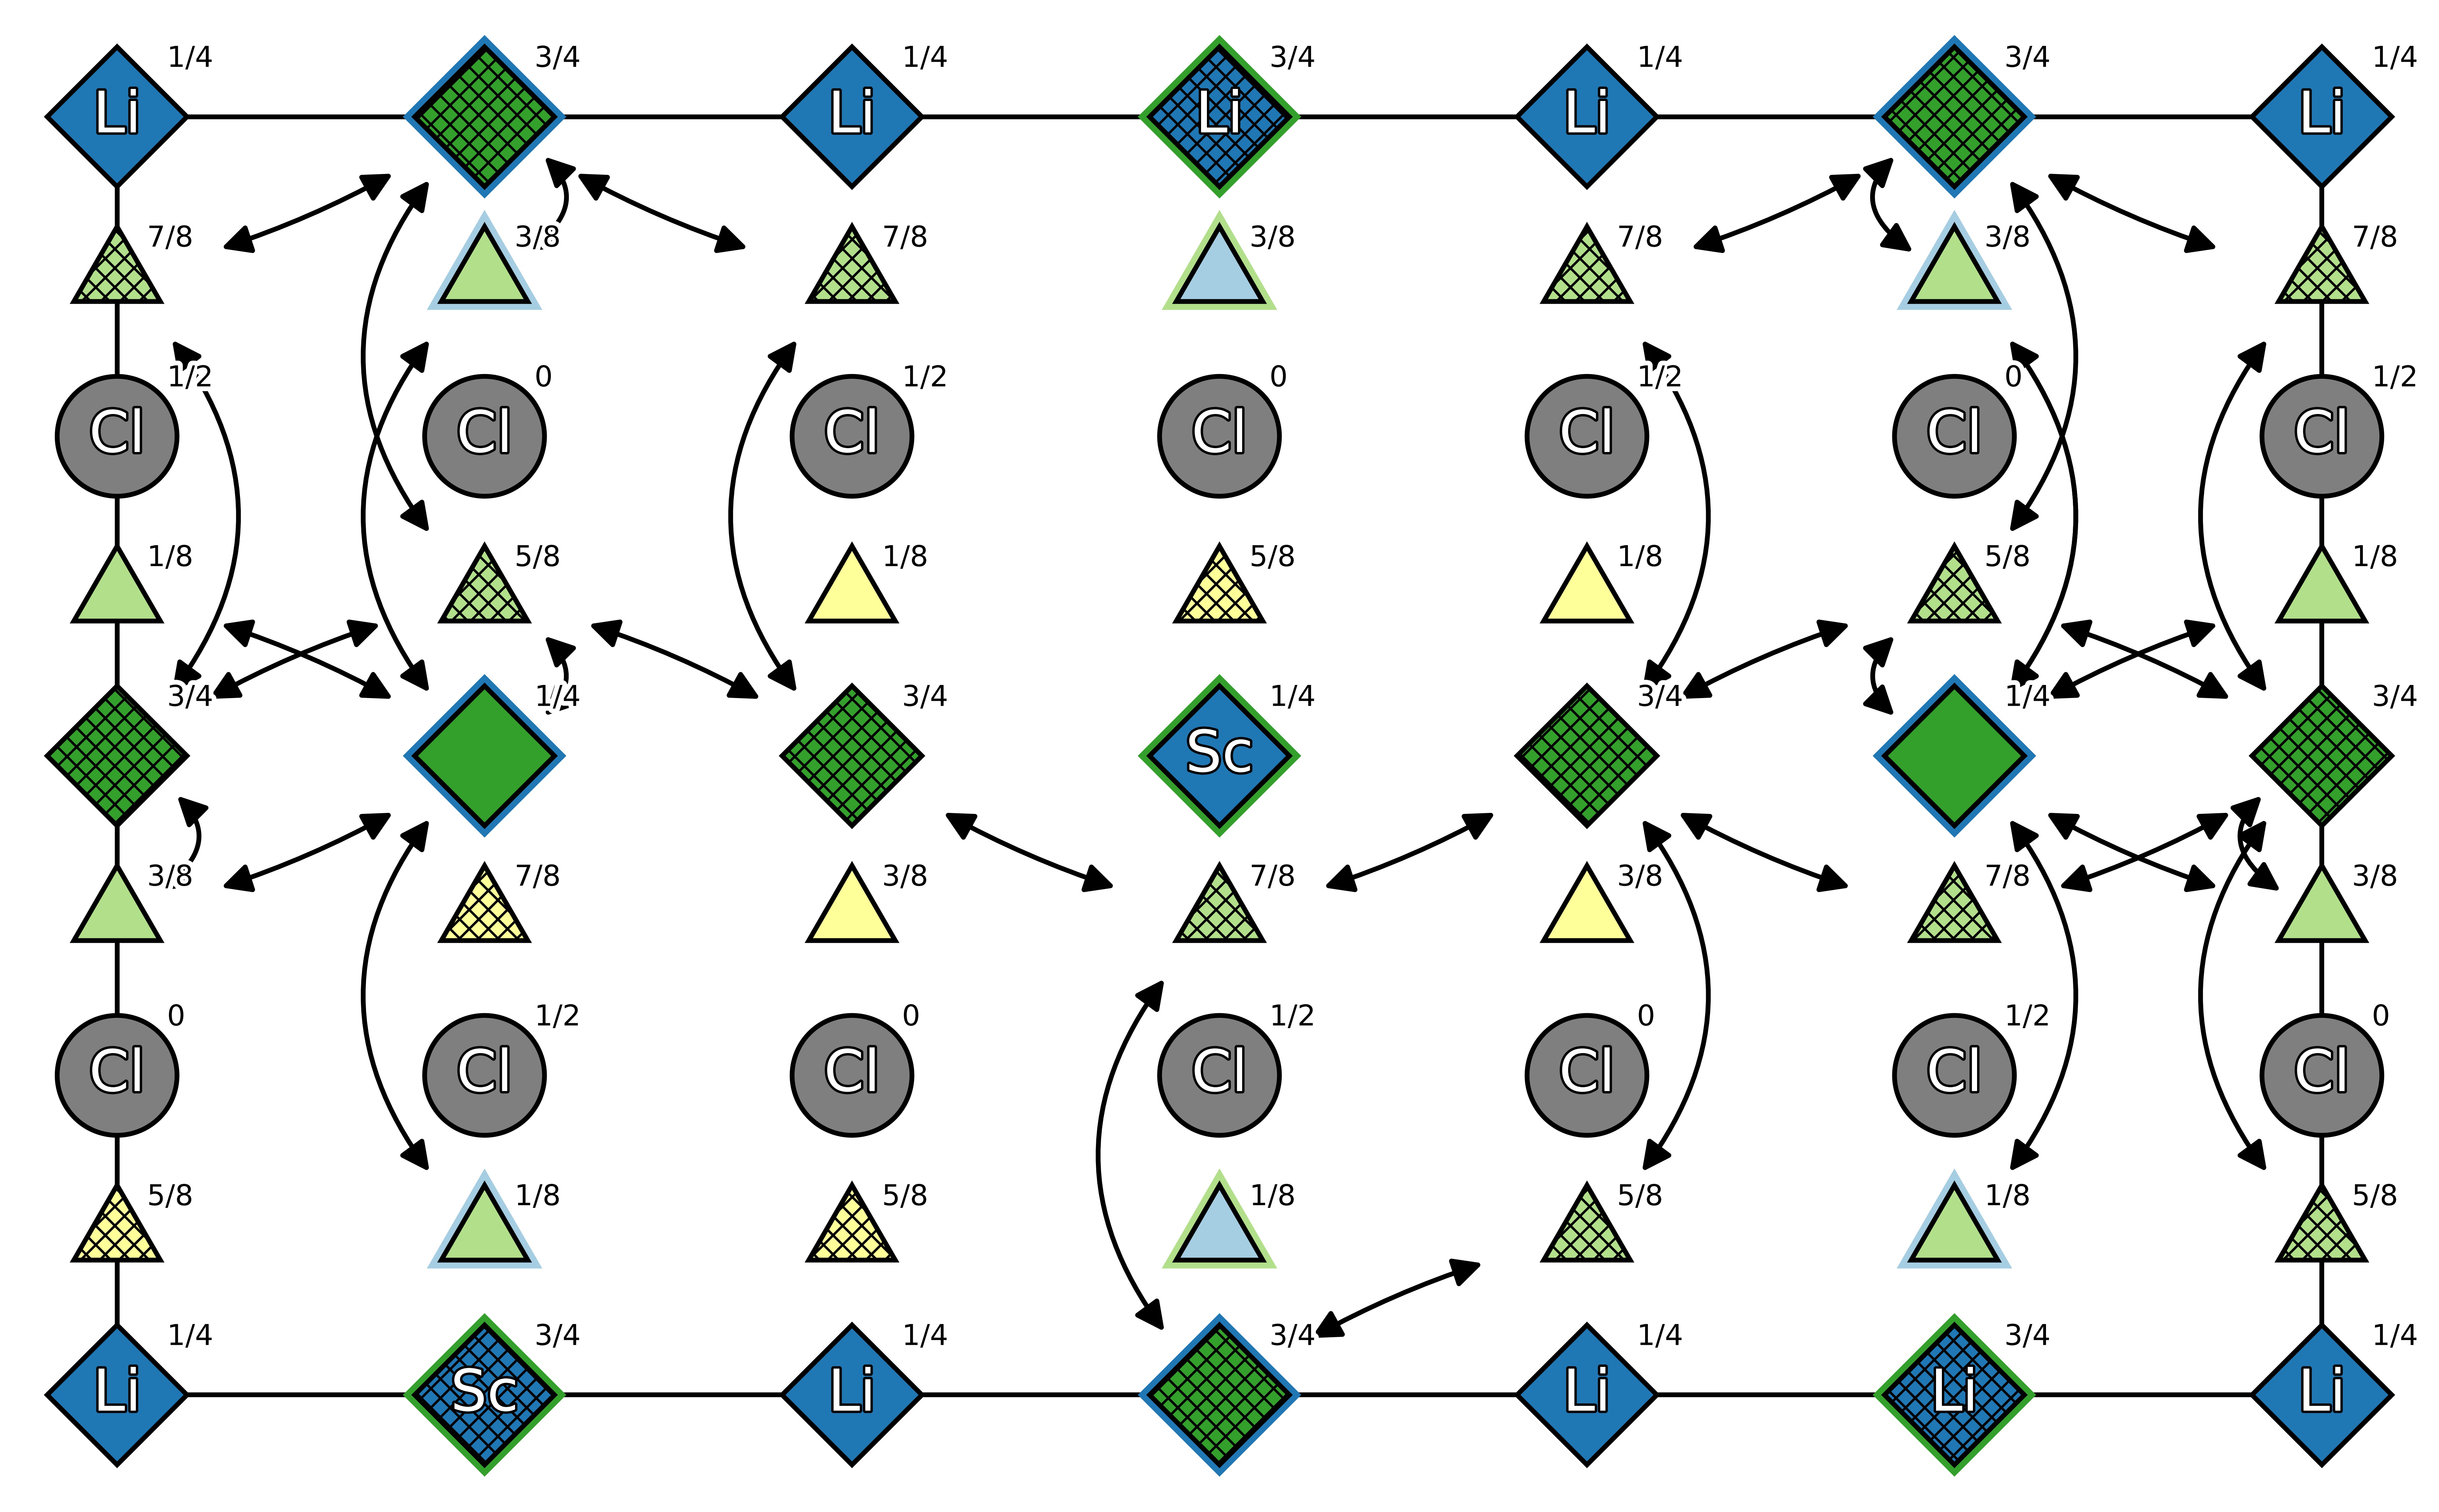 1/4 3/4 1/4 3/4 1/4 3/4 1/4
Li Li Li Li Li
7/8 3/8 7/8 3/8 7/8 3/8 7/8
1/2 0 1/2 0 1/2 0 1/2
Cl Cl Cl Cl Cl Cl Cl
1/8 5/8 1/8 5/8 1/8 5/8 1/8
3/4 1/4 3/4 1/4 3/4 1/4 3/4
Sc
3/8 7/8 3/8 7/8 3/8 7/8 3/8
0 1/2 0 1/2 0 1/2 0
Cl Cl Cl Cl Cl Cl Cl
5/8 1/8 5/8 1/8 5/8 1/8 5/8
1/4 3/4 1/4 3/4 1/4 3/4 1/4
Li Sc Li Li Li Li